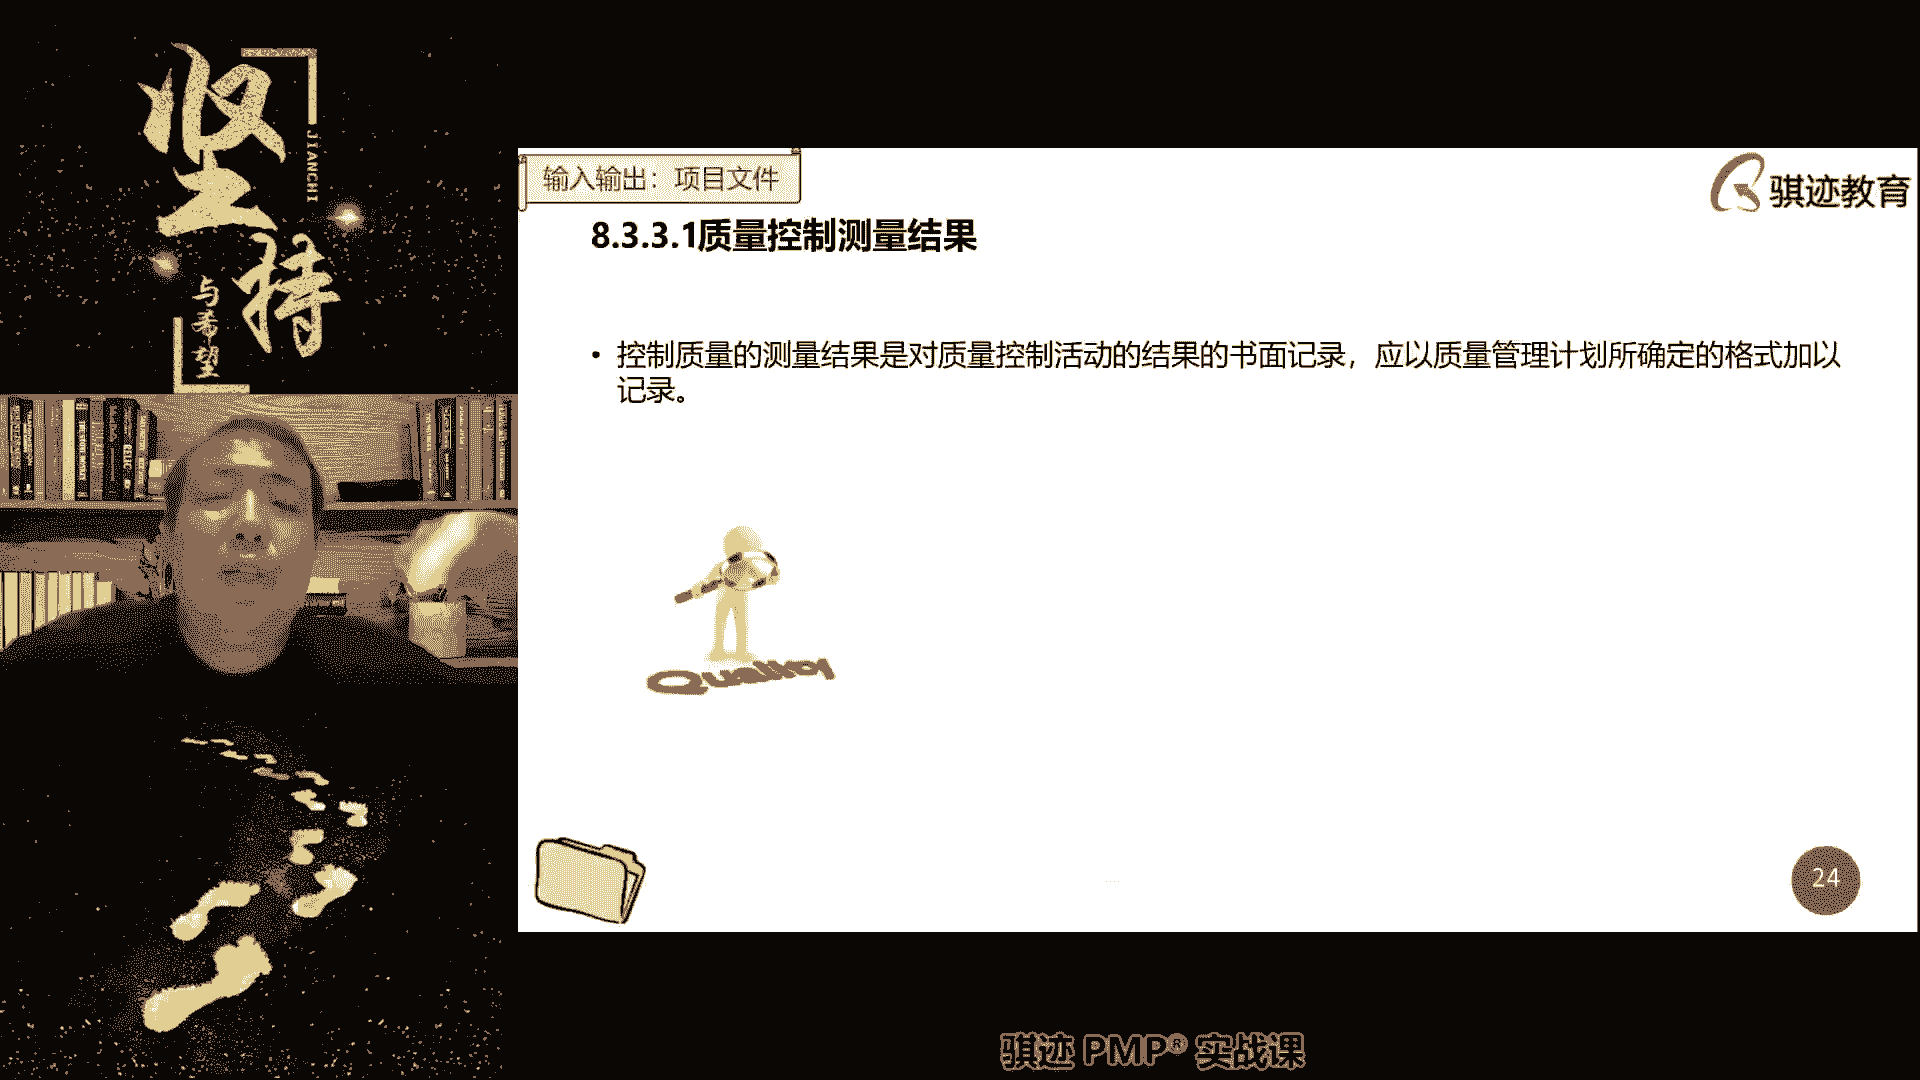 坚持
JIANCHI
与希望
输入输出：项目文件
骐迹教育
8.3.3.1质量控制测量结果
• 控制质量的测量结果是对质量控制活动的结果的书面记录，应以质量管理计划所确定的格式加以
记录。
Quality
24
骐迹 PMP® 实战课